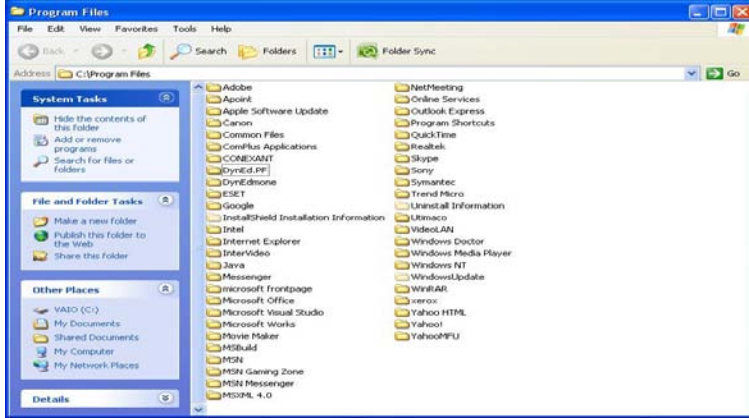 Program Files
File Edit View Favorites Tools Help
Back Search Folders Folder Sync
Address C:\Program Files Go
System Tasks
Hide the contents of
this folder
Add or remove
programs
Search for files or
folders
File and Folder Tasks
Make a new folder
Publish this folder to
the Web
Share this folder
Other Places
VAIO (C:)
My Documents
Shared Documents
My Computer
My Network Places
Details
Adobe
Apoint
Apple Software Update
Canon
Common Files
ComPlus Applications
CONEXANT
DynEd.PF
DynEdmone
ESET
Google
InstallShield Installation Information
Intel
Internet Explorer
InterVideo
Java
Messenger
microsoft frontpage
Microsoft Office
Microsoft Visual Studio
Microsoft Works
Movie Maker
MSBuild
MSN
MSN Gaming Zone
MSN Messenger
MSXML 4.0
NetMeeting
Online Services
Outlook Express
Program Shortcuts
QuickTime
Realtek
Skype
Sony
Symantec
Trend Micro
Uninstall Information
Utimaco
VideoLAN
Windows Doctor
Windows Media Player
Windows NT
WindowsUpdate
WinRAR
xerox
Yahoo HTML
Yahoo!
YahooMFU